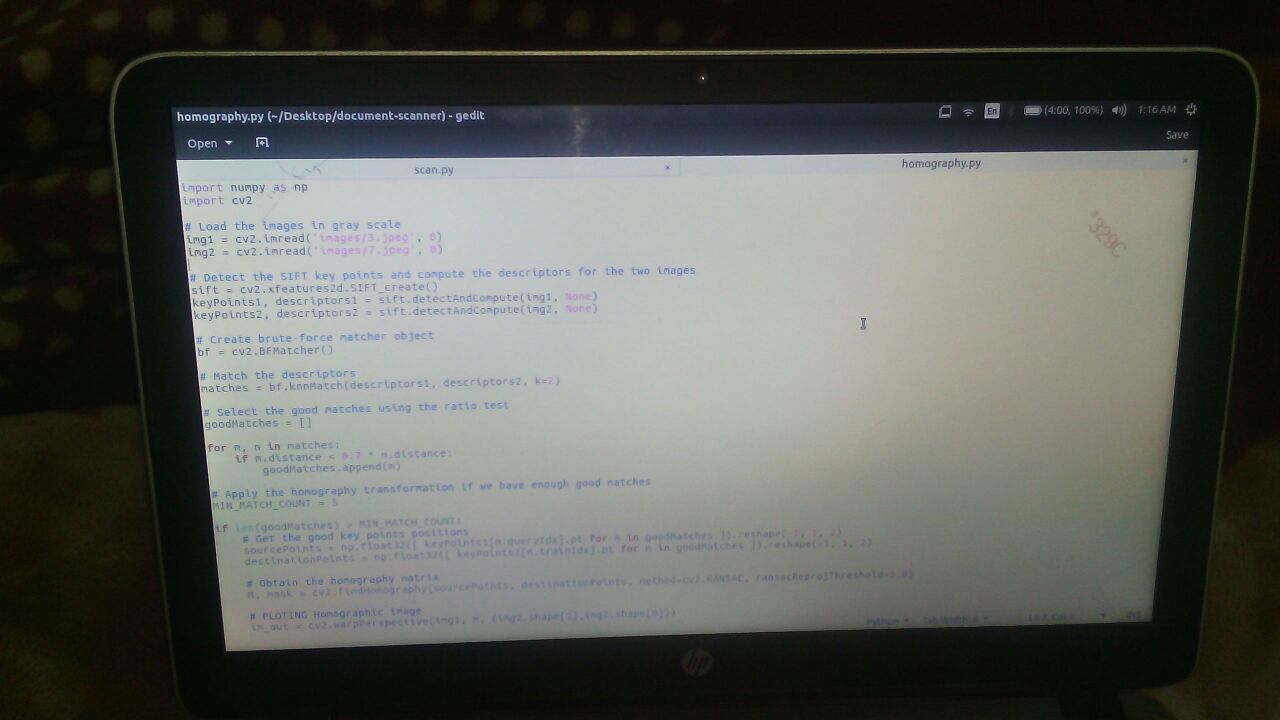 homography.py (~/Desktop/document-scanner) - gedit
En (4:00, 100%) 1:16 AM
Open Save
scan.py × homography.py ×
import numpy as np
import cv2
# Load the images in gray scale
img1 = cv2.imread('images/3.jpeg', 0)
img2 = cv2.imread('images/7.jpeg', 0)
# Detect the SIFT key points and compute the descriptors for the two images
sift = cv2.xfeatures2d.SIFT_create()
keyPoints1, descriptors1 = sift.detectAndCompute(img1, None)
keyPoints2, descriptors2 = sift.detectAndCompute(img2, None)
# Create brute-force matcher object
bf = cv2.BFMatcher()
# Match the descriptors
matches = bf.knnMatch(descriptors1, descriptors2, k=2)
# Select the good matches using the ratio test
goodMatches = []
for m, n in matches:
if m.distance < 0.7 * n.distance:
goodMatches.append(m)
# Apply the homography transformation if we have enough good matches
MIN_MATCH_COUNT = 5
if len(goodMatches) > MIN_MATCH_COUNT:
# Get the good key points positions
sourcePoints = np.float32([ keyPoints1[m.queryIdx].pt for m in goodMatches ]).reshape(-1, 1, 2)
destinationPoints = np.float32([ keyPoints2[m.trainIdx].pt for m in goodMatches ]).reshape(-1, 1, 2)
# Obtain the homography matrix
M, mask = cv2.findHomography(sourcePoints, destinationPoints, method=cv2.RANSAC, ransacReprojThreshold=5.0)
# PLOTING Homographic image
im_out = cv2.warpPerspective(img1, M, (img2.shape[1],img2.shape[0]))
Python Tab Width: 8 Ln 7, Col 1 INS
hp